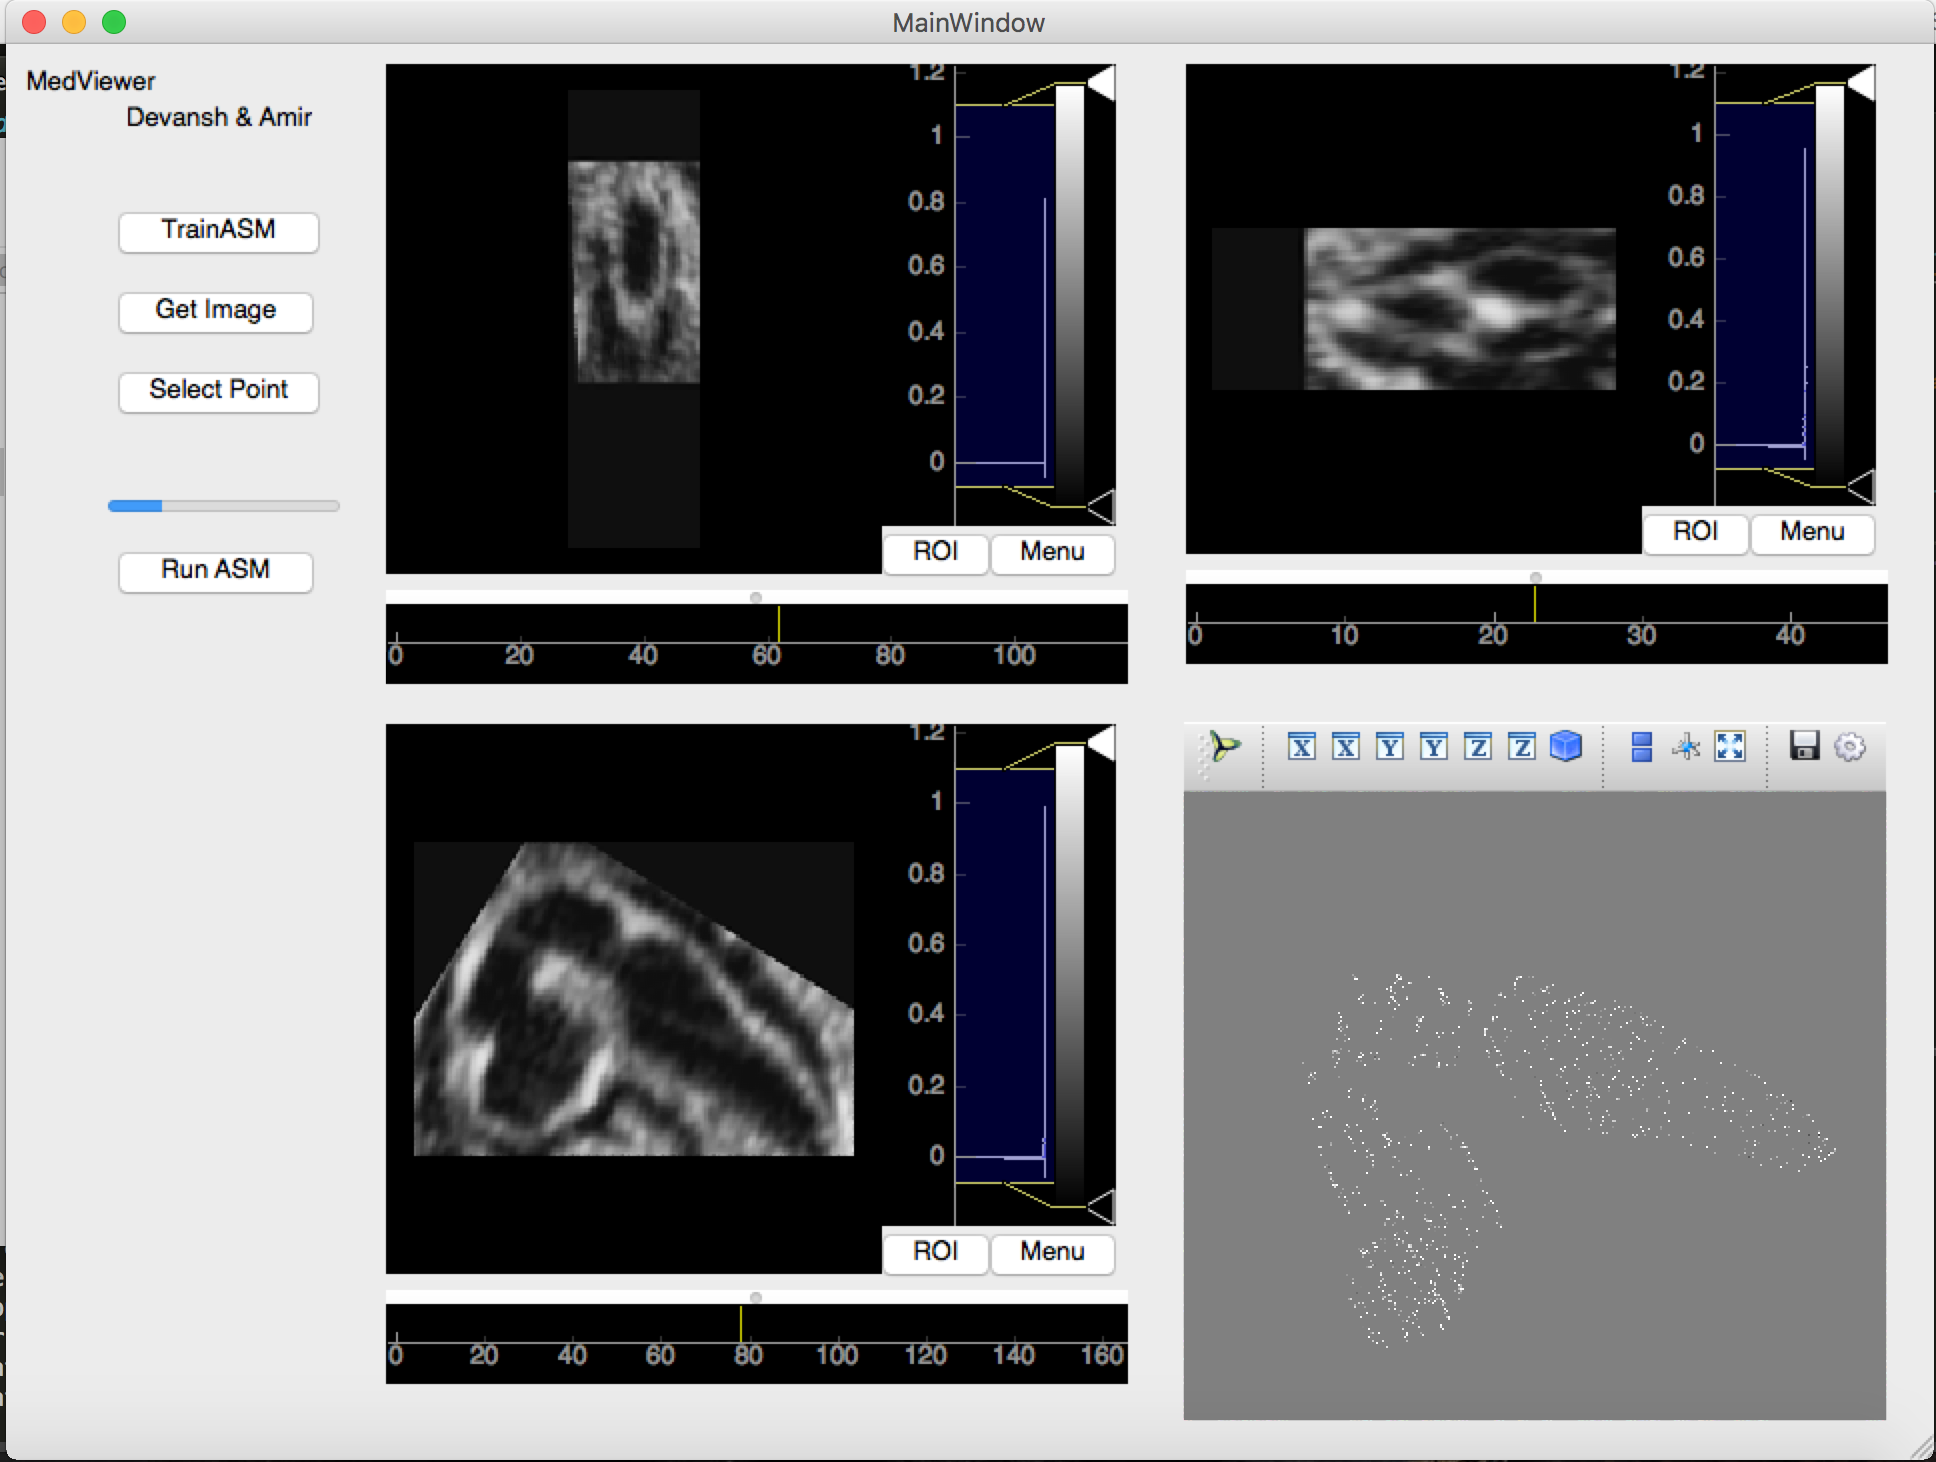 MainWindow
MedViewer
Devansh & Amir
TrainASM
Get Image
Select Point
Run ASM
1.2
1
0.8
0.6
0.4
0.2
0
ROI Menu
0 20 40 60 80 100
1.2
1
0.8
0.6
0.4
0.2
0
ROI Menu
0 10 20 30 40
1.2
1
0.8
0.6
0.4
0.2
0
ROI Menu
0 20 40 60 80 100 120 140 160
X X Y Y Z Z